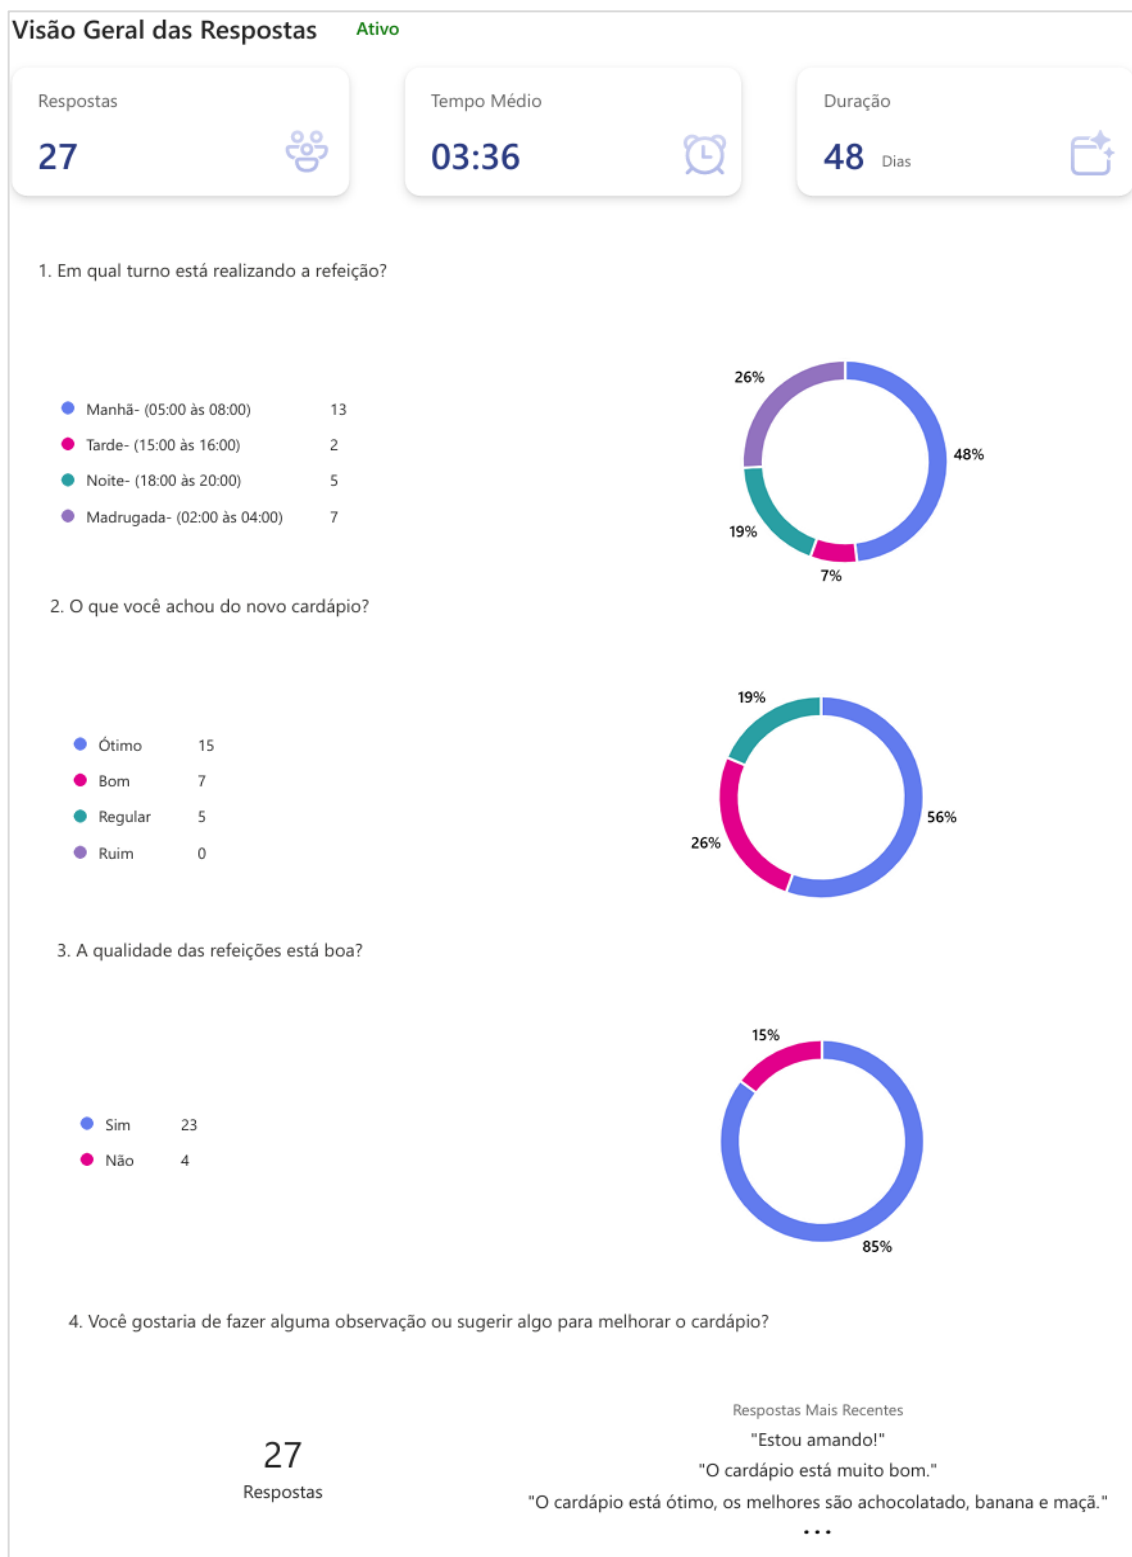 Visão Geral das Respostas Ativo
Respostas
27
Tempo Médio
03:36
Duração
48 Dias
1. Em qual turno está realizando a refeição?
Manhã- (05:00 às 08:00) 13
Tarde- (15:00 às 16:00) 2
Noite- (18:00 às 20:00) 5
Madrugada- (02:00 às 04:00) 7
26%
48%
19%
7%
2. O que você achou do novo cardápio?
Ótimo 15
Bom 7
Regular 5
Ruim 0
19%
56%
26%
3. A qualidade das refeições está boa?
Sim 23
Não 4
15%
85%
4. Você gostaria de fazer alguma observação ou sugerir algo para melhorar o cardápio?
27
Respostas
Respostas Mais Recentes
"Estou amando!"
"O cardápio está muito bom."
"O cardápio está ótimo, os melhores são achocolatado, banana e maçã."
...